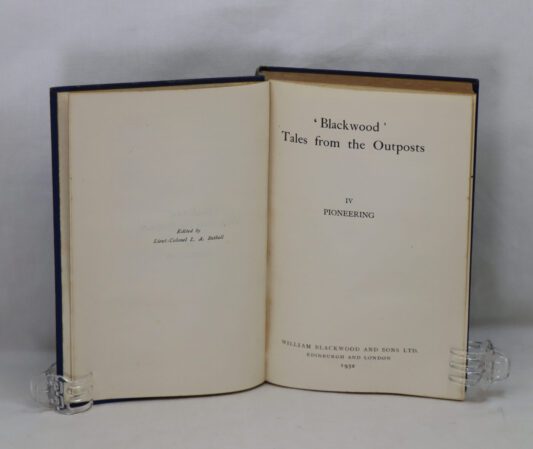 Edited by
Lieut-Colonel L. A. Bethell
‘Blackwood’
Tales from the Outposts
IV
PIONEERING
WILLIAM BLACKWOOD AND SONS LTD.
EDINBURGH AND LONDON
1932